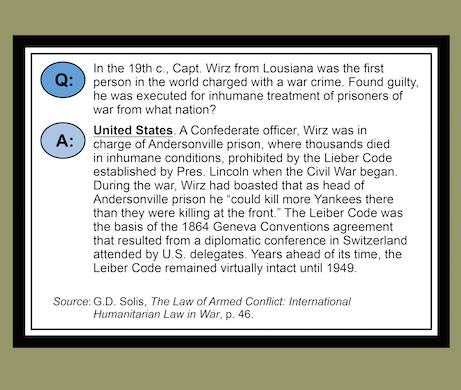 Q: In the 19th c., Capt. Wirz from Lousiana was the first
person in the world charged with a war crime. Found guilty,
he was executed for inhumane treatment of prisoners of
war from what nation?
A: United States. A Confederate officer, Wirz was in
charge of Andersonville prison, where thousands died
in inhumane conditions, prohibited by the Lieber Code
established by Pres. Lincoln when the Civil War began.
During the war, Wirz had boasted that as head of
Andersonville prison he “could kill more Yankees there
than they were killing at the front.” The Leiber Code was
the basis of the 1864 Geneva Conventions agreement
that resulted from a diplomatic conference in Switzerland
attended by U.S. delegates. Years ahead of its time, the
Leiber Code remained virtually intact until 1949.
Source: G.D. Solis, The Law of Armed Conflict: International
Humanitarian Law in War, p. 46.